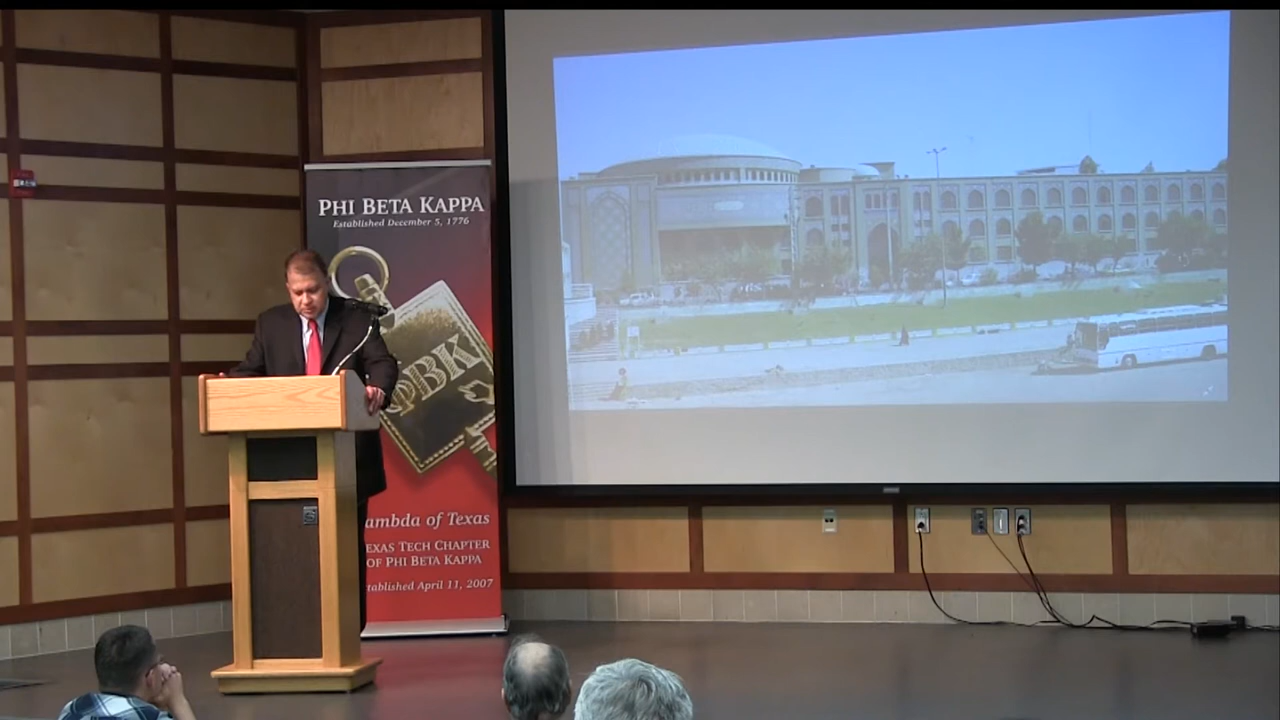 PHI BETA KAPPA
Established December 5, 1776
ΦBK
ambda of Texas
EXAS TECH CHAPTER
OF PHI BETA KAPPA
tablished April 11, 2007